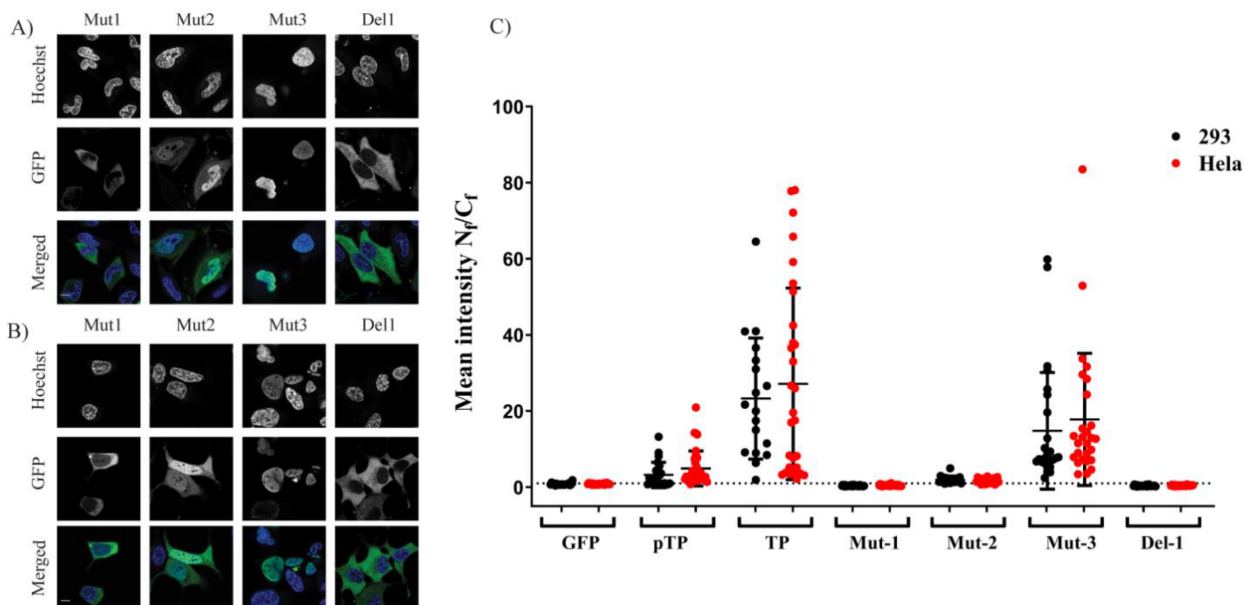 A)
Mut1 Mut2 Mut3 Del1
Hoechst
GFP
Merged
B)
Mut1 Mut2 Mut3 Del1
Hoechst
GFP
Merged
C)
Mean intensity Nf/Cf
100
80
60
40
20
0
293
Hela
GFP pTP TP Mut-1 Mut-2 Mut-3 Del-1